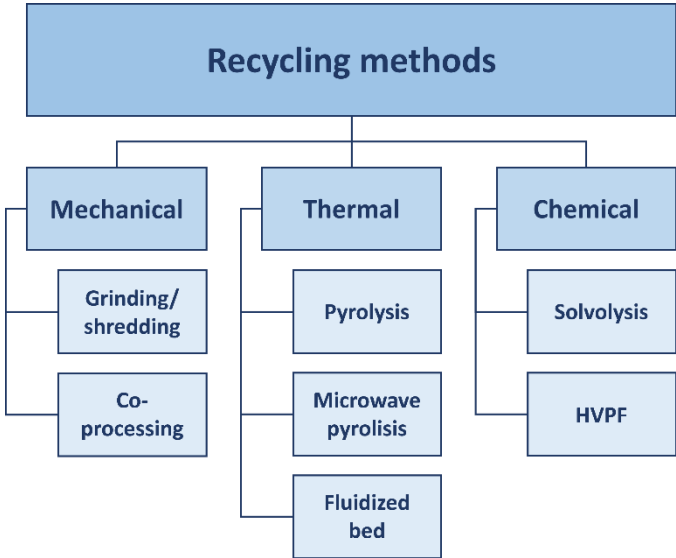 Recycling methods
Mechanical
Thermal
Chemical
Grinding/
shredding
Pyrolysis
Solvolysis
Co-
processing
Microwave
pyrolisis
HVPF
Fluidized
bed